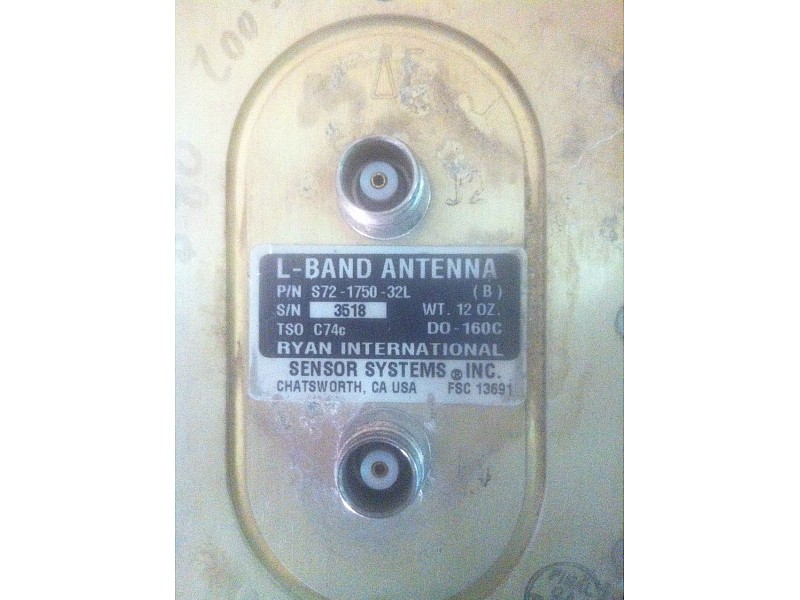 200
L-BAND ANTENNA
P/N S72-1750-32L (B)
S/N 3518 WT. 12 OZ.
TSO C74c DO-160C
RYAN INTERNATIONAL
SENSOR SYSTEMS ® INC.
CHATSWORTH, CA USA FSC 13691